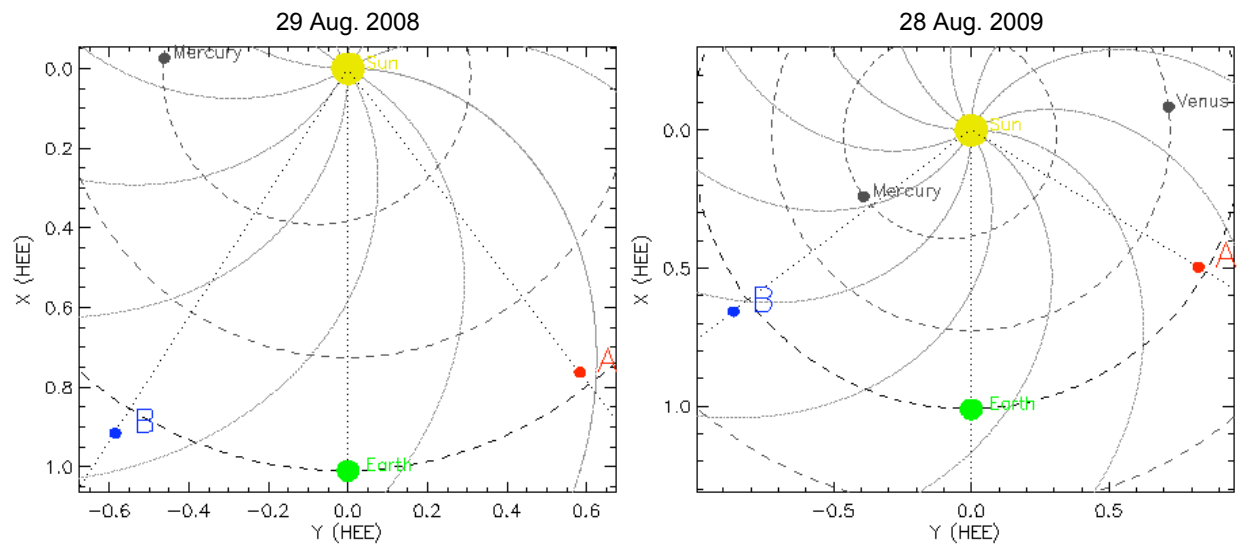 29 Aug. 2008
Mercury
Sun
A
B
Earth
X (HEE)
0.0
0.2
0.4
0.6
0.8
1.0
−0.6 −0.4 −0.2 0.0 0.2 0.4 0.6
Y (HEE)
28 Aug. 2009
Venus
Sun
Mercury
A
B
Earth
X (HEE)
0.0
0.5
1.0
−0.5 0.0 0.5
Y (HEE)